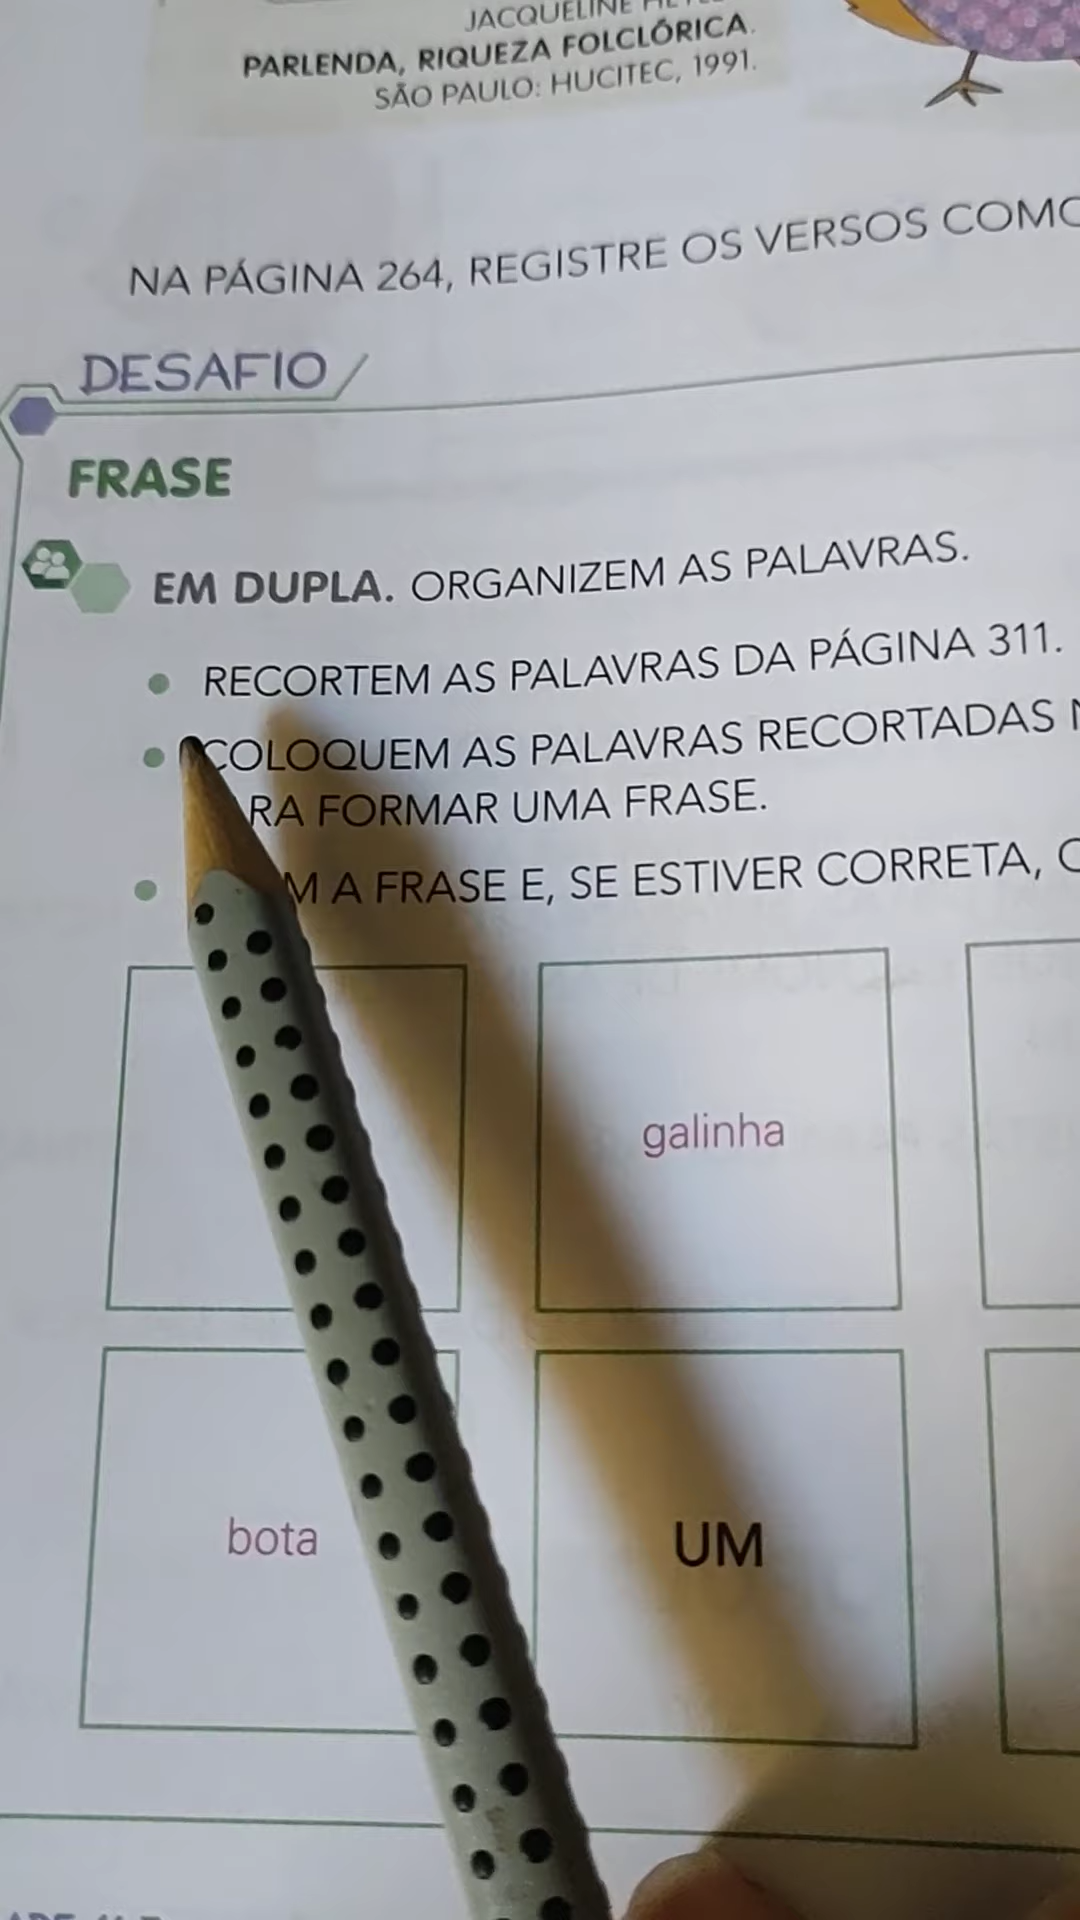 JACQUELINE
PARLENDA, RIQUEZA FOLCLÓRICA.
SÃO PAULO: HUCITEC, 1991.
NA PÁGINA 264, REGISTRE OS VERSOS
DESAFIO
FRASE
EM DUPLA. ORGANIZEM AS PALAVRAS.
RECORTEM AS PALAVRAS DA PÁGINA 311.
COLOQUEM AS PALAVRAS RECORTADAS
FORMAR UMA FRASE.
A FRASE E, SE ESTIVER CORRETA,
galinha
bota
UM